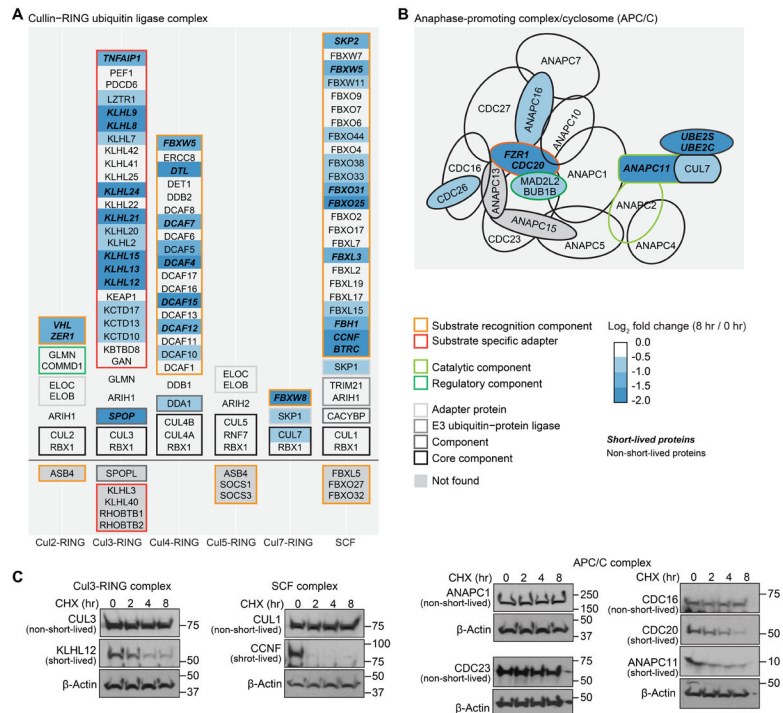 A
Cullin−RING ubiquitin ligase complex
TNFAIP1
PEF1
PDCD6
LZTR1
KLHL9
KLHL8
KLHL7
KLHL42
KLHL41
KLHL25
KLHL24
KLHL22
KLHL21
KLHL20
KLHL2
KLHL15
KLHL13
KLHL12
KEAP1
KCTD17
KCTD13
KCTD10
KBTBD8
GAN
GLMN
ARIH1
SPOP
CUL3
RBX1
SPOPL
KLHL3
KLHL40
RHOBTB1
RHOBTB2
VHL
ZER1
GLMN
COMMD1
ELOC
ELOB
ARIH1
CUL2
RBX1
ASB4
FBXW5
ERCC8
DTL
DET1
DDB2
DCAF8
DCAF7
DCAF5
DCAF4
DCAF17
DCAF16
DCAF15
DCAF13
DCAF12
DCAF11
DCAF10
DCAF1
DDB1
DDA1
CUL4B
CUL4A
RBX1
ELOC
ELOB
ARIH2
CUL5
RNF7
RBX1
ASB4
SOCS1
SOCS3
FBXW8
SKP1
CUL7
RBX1
SKP2
FBXW7
FBXW5
FBXW11
FBXO9
FBXO7
FBXO6
FBXO44
FBXO4
FBXO38
FBXO33
FBXO31
FBXO25
FBXO2
FBXO17
FBXL7
FBXL3
FBXL2
FBXL19
FBXL17
FBXL15
FBH1
CCNF
BTRC
SKP1
TRIM21
ARIH1
CACYBP
CUL1
RBX1
FBXL5
FBXO27
FBXO32
Cul2-RING Cul3-RING Cul4-RING Cul5-RING Cul7-RING SCF
B
Anaphase-promoting complex/cyclosome (APC/C)
ANAPC7
ANAPC16
CDC27
ANAPC10
UBE2S
UBE2C
FZR1
CDC20
CDC16
ANAPC13
ANAPC1
ANAPC11
CUL7
MAD2L2
BUB1B
CDC26
ANAPC2
ANAPC15
CDC23
ANAPC5
ANAPC4
Substrate recognition component
Substrate specific adapter
Catalytic component
Regulatory component
Adapter protein
E3 ubiquitin−protein ligase
Component
Core component
Not found
Log2 fold change (8 hr / 0 hr)
0.0
-0.5
-1.0
-1.5
-2.0
Short-lived proteins
Non-short-lived proteins
C
Cul3-RING complex
CHX (hr) 0 2 4 8
CUL3
(non-short-lived)
75
KLHL12
(short-lived)
50
β-Actin
50
37
SCF complex
CHX (hr) 0 2 4 8
CUL1
(non-short-lived)
75
CCNF
(shrot-lived)
100
75
β-Actin
50
37
APC/C complex
CHX (hr) 0 2 4 8
ANAPC1
(non-short-lived)
250
150
β-Actin
50
37
CDC23
(non-short-lived)
75
50
β-Actin
50
37
CHX (hr) 0 2 4 8
CDC16
(non-short-lived)
75
CDC20
(short-lived)
50
ANAPC11
(short-lived)
10
β-Actin
50